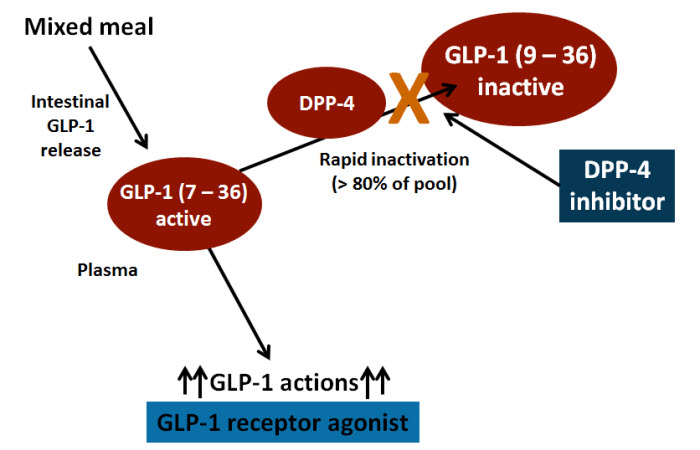 Mixed meal
Intestinal
GLP-1
release
GLP-1 (7 – 36)
active
Plasma
DPP-4
X
Rapid inactivation
(> 80% of pool)
GLP-1 (9 – 36)
inactive
DPP-4
inhibitor
↑↑GLP-1 actions↑↑
GLP-1 receptor agonist